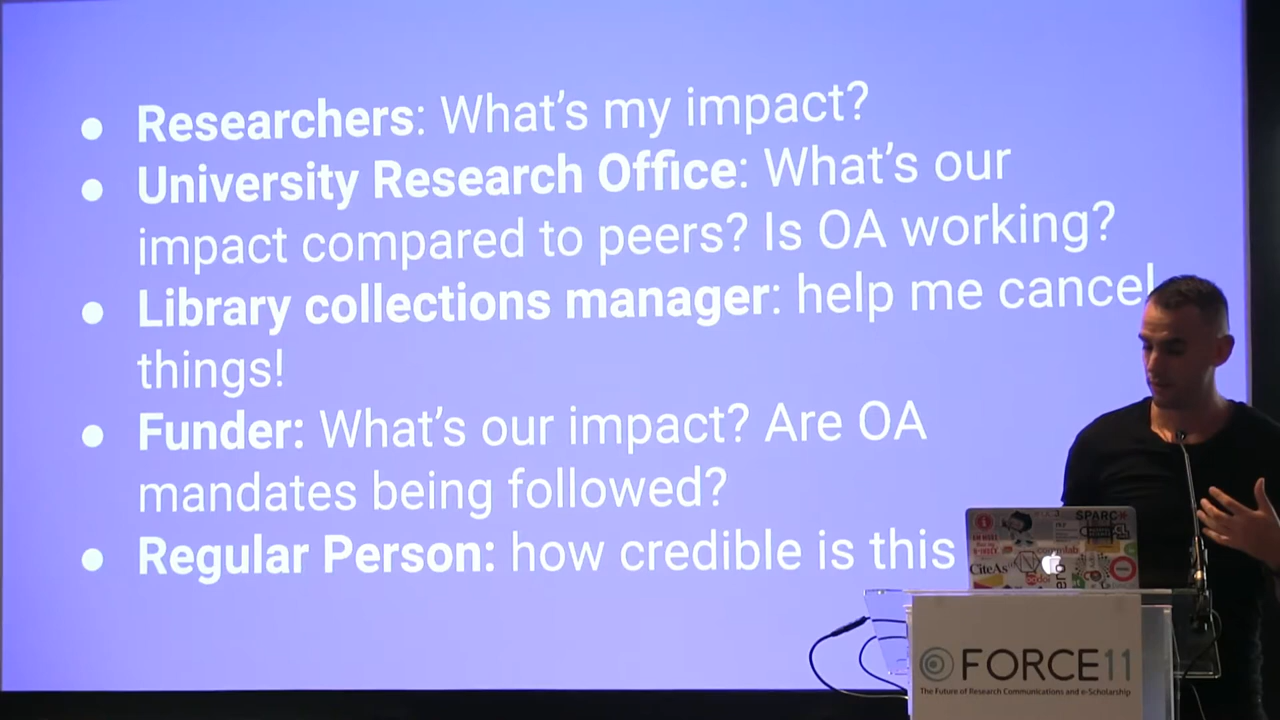 ● Researchers: What's my impact?
● University Research Office: What's our
impact compared to peers? Is OA working?
● Library collections manager: help me cancel
things!
● Funder: What's our impact? Are OA
mandates being followed?
● Regular Person: how credible is this
SPARC
CiteAs
FORCE11
The Future of Research Communications and e-Scholarship